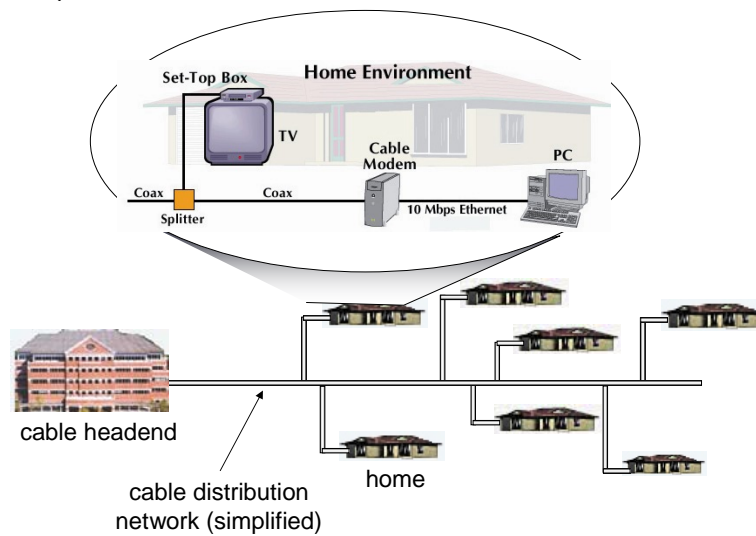 Home Environment
Set-Top Box
TV
Cable
Modem
PC
Coax
Coax
10 Mbps Ethernet
Splitter
cable headend
home
cable distribution
network (simplified)